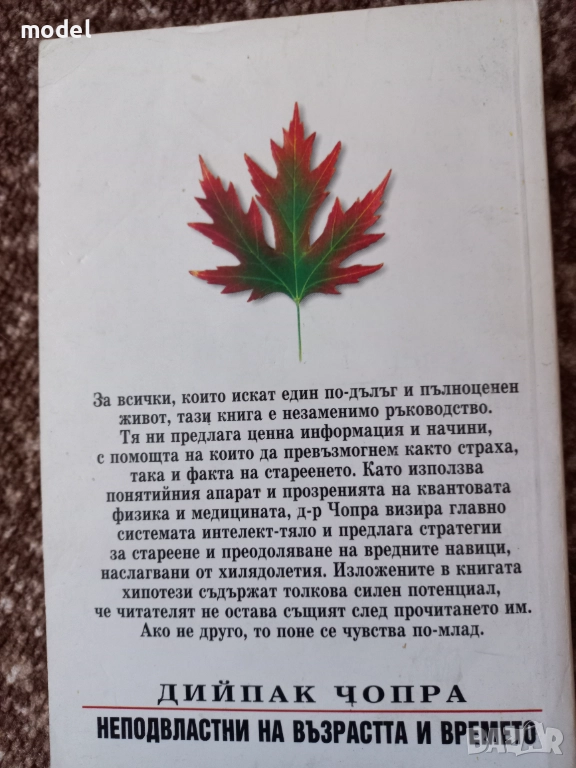 model
За всички, които искат един по-дълъг и пълноценен
живот, тази книга е незаменимо ръководство.
Тя ни предлага ценна информация и начини,
с помощта на които да превъзмогнем както страха,
така и факта на стареенето. Като използва
понятийния апарат и прозренията на квантовата
физика и медицината, д-р Чопра визира главно
системата интелект-тяло и предлага стратегии
за стареене и преодоляване на вредните навици,
наслагвани от хилядолетия. Изложените в книгата
хипотези съдържат толкова силен потенциал,
че читателят не остава същият след прочитането им.
Ако не друго, то поне се чувства по-млад.
ДИЙПАК ЧОПРА
НЕПОДВЛАСТНИ НА ВЪЗРАСТТА И ВРЕМЕТО
BAZAR